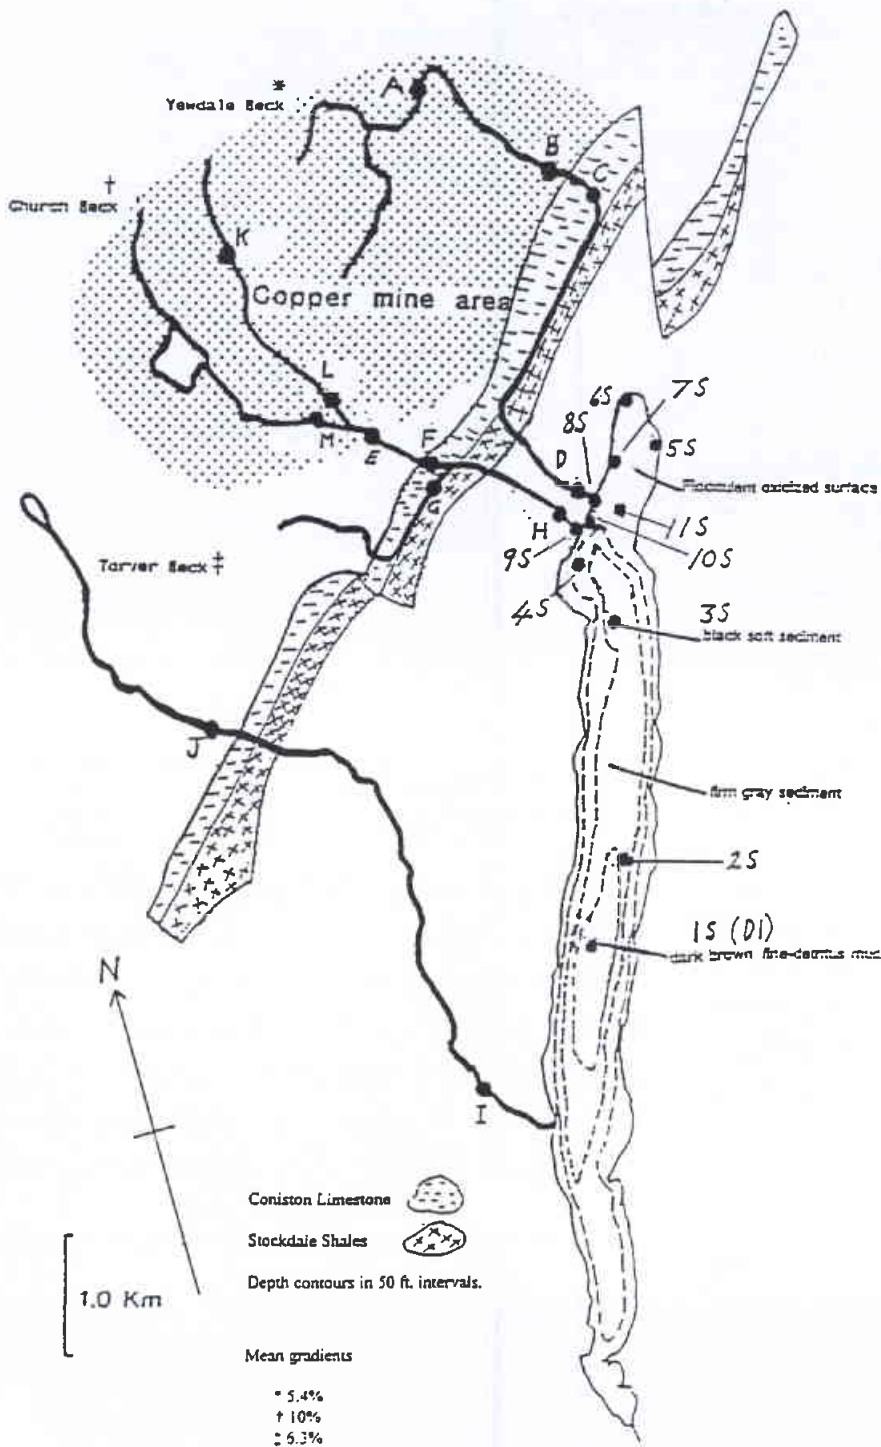 *
Yewdale Beck
A
B
C
†
Church Beck
K
Copper mine area
L
M
E
F
G
D
8S
6S
7S
5S
Flocculent oxidized surface
11S
10S
H
9S
4S
3S
black soft sediment
Torver Beck ‡
J
firm gray sediment
2S
1S (D1)
dark brown fine-detritus mud
N
I
Coniston Limestone
Stockdale Shales
Depth contours in 50 ft. intervals.
1.0 Km
Mean gradients
* 5.4%
† 10%
‡ 6.3%